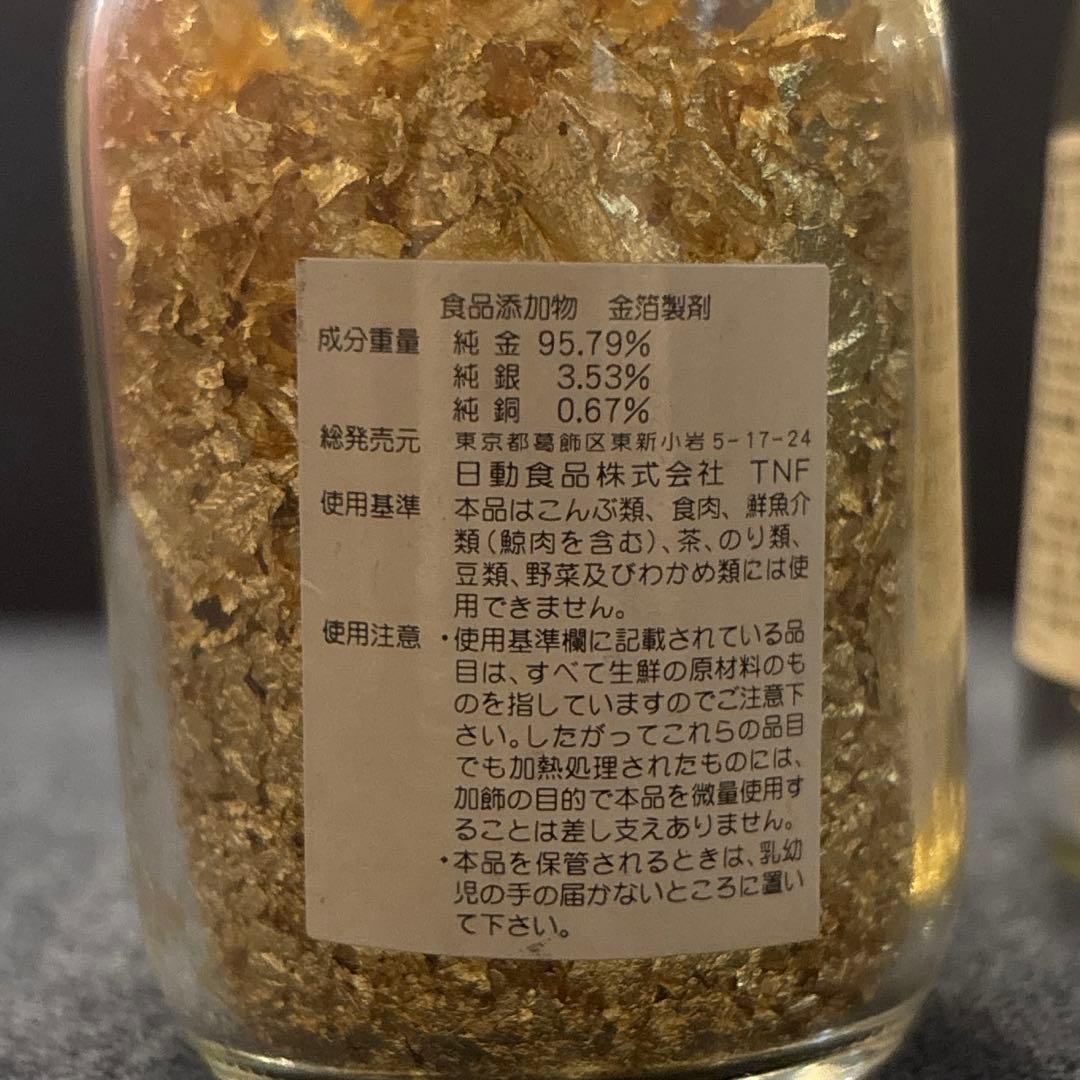 食品添加物　金箔製剤
成分重量　純 金 95.79%
純 銀　3.53%
純 銅　0.67%
総発売元　東京都葛飾区東新小岩5-17-24
日動食品株式会社　TNF
使用基準　本品はこんぶ類、食肉、鮮魚介
類(鯨肉を含む)、茶、のり類、
豆類、野菜及びわかめ類には使
用できません。
使用注意　・使用基準欄に記載されている品
目は、すべて生鮮の原材料のも
のを指していますのでご注意下
さい。したがってこれらの品目
でも加熱処理されたものには、
加飾の目的で本品を微量使用す
ることは差し支えありません。
・本品を保管されるときは、乳幼
児の手の届かないところに置い
て下さい。